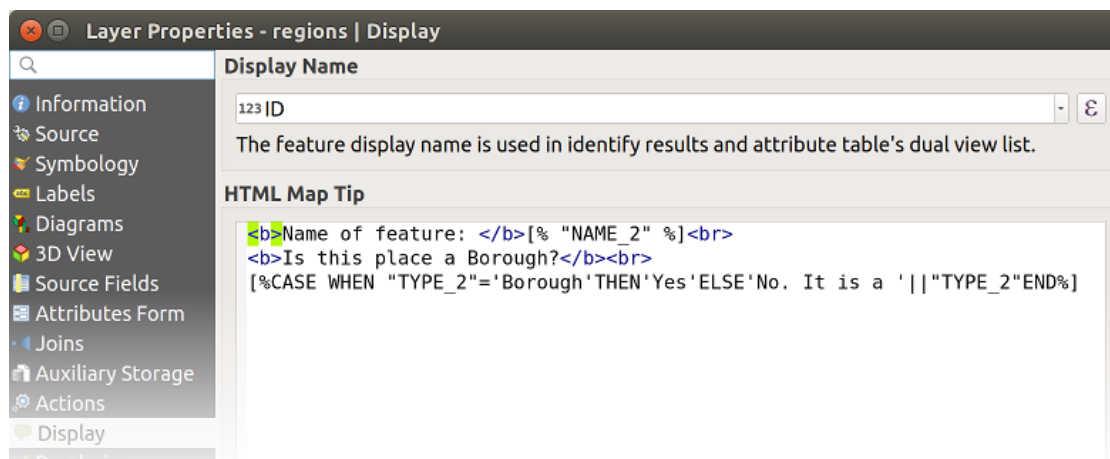 Layer Properties - regions | Display
Information
Source
Symbology
Labels
Diagrams
3D View
Source Fields
Attributes Form
Joins
Auxiliary Storage
Actions
Display
Display Name
123 ID
ε
The feature display name is used in identify results and attribute table's dual view list.
HTML Map Tip
<b>Name of feature: </b>[% "NAME_2" %]<br>
<b>Is this place a Borough?</b><br>
[%CASE WHEN "TYPE_2"='Borough'THEN'Yes'ELSE'No. It is a '||"TYPE_2"END%]